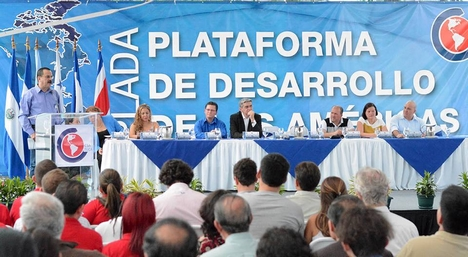 PLATAFORMA
LADA
DE DESARROLLO
DE LAS AMÉRICAS